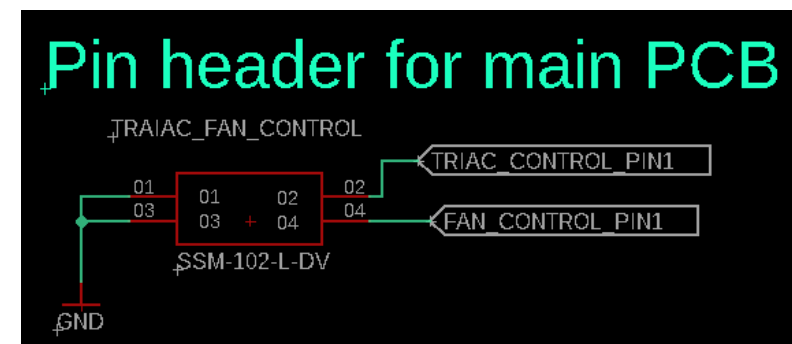 Pin header for main PCB
TRAIAC_FAN_CONTROL
TRIAC_CONTROL_PIN1
01 01 02 02
03 03 04 04
FAN_CONTROL_PIN1
SSM-102-L-DV
GND